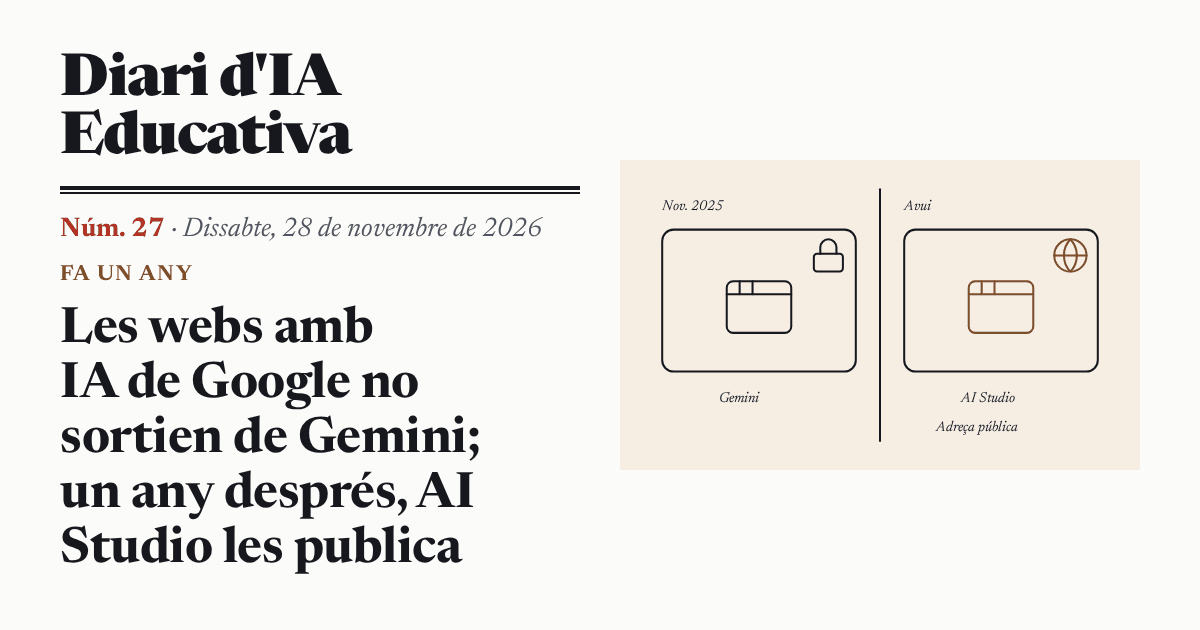 Diari d'IA
Educativa
Núm. 27 · Dissabte, 28 de novembre de 2026
FA UN ANY
Les webs amb
IA de Google no
sortien de Gemini;
un any després, AI
Studio les publica
Nov. 2025
Gemini
Avui
AI Studio
Adreça pública